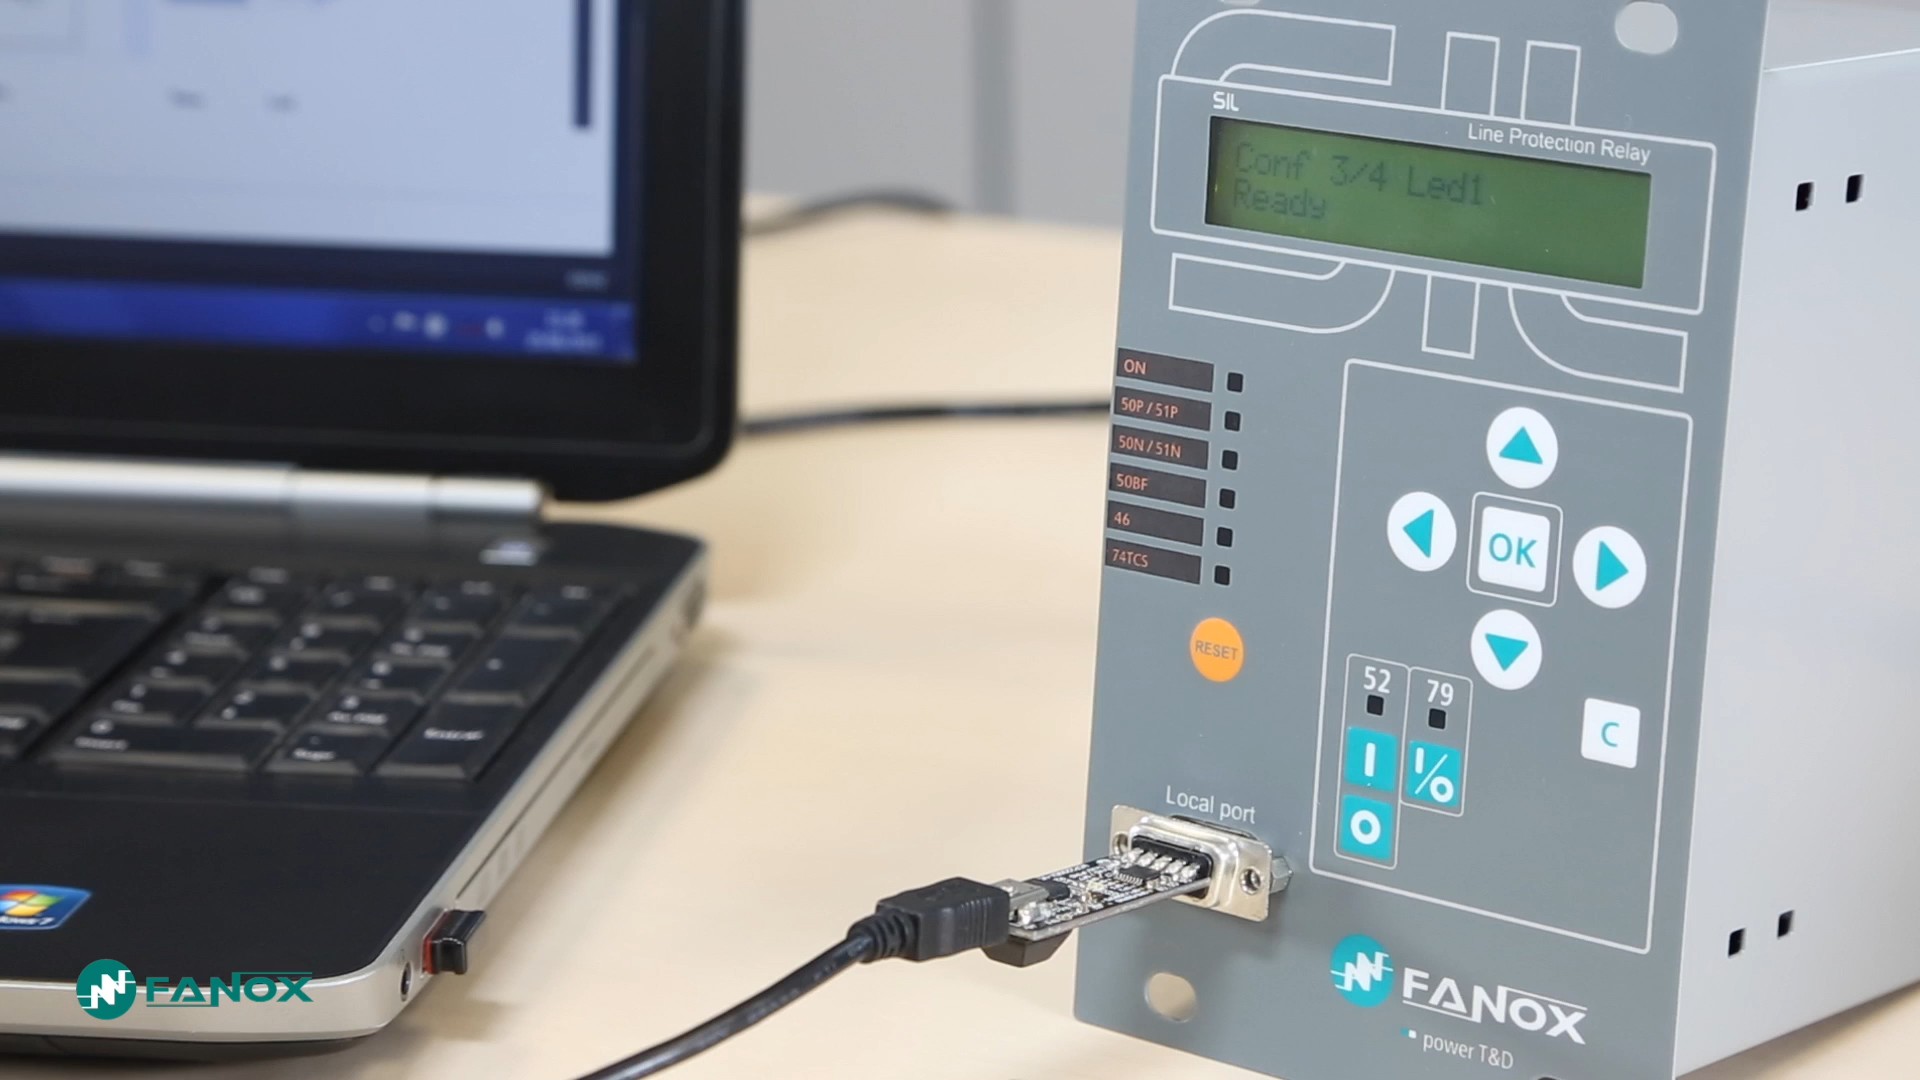 SIL
Line Protection Relay
Conf 3/4 Led1
Ready
ON
50P / 51P
50N / 51N
50BF
46
74TCS
RESET
OK
52
79
I
I/O
O
C
Local port
FANOX
power T&D
FANOX